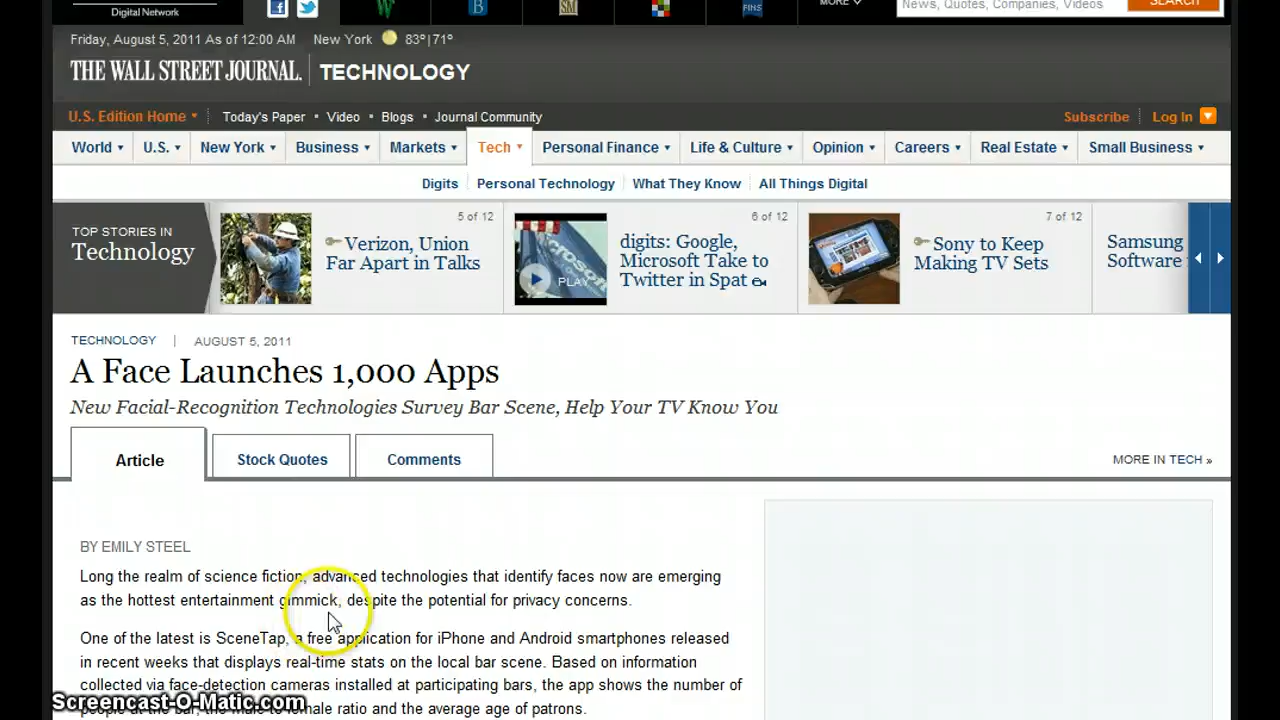 Digital Network
MORE
News, Quotes, Companies, Videos
SEARCH
Friday, August 5, 2011 As of 12:00 AM New York 83º|71°
THE WALL STREET JOURNAL. TECHNOLOGY
U.S. Edition Home Today's Paper • Video • Blogs • Journal Community Subscribe Log In
World U.S. New York Business Markets Tech Personal Finance Life & Culture Opinion Careers Real Estate Small Business
Digits Personal Technology What They Know All Things Digital
TOP STORIES IN
Technology
5 of 12
Verizon, Union
Far Apart in Talks
6 of 12
digits: Google,
Microsoft Take to
Twitter in Spat
PLAY
7 of 12
Sony to Keep
Making TV Sets
Samsung
Software
TECHNOLOGY | AUGUST 5, 2011
A Face Launches 1,000 Apps
New Facial-Recognition Technologies Survey Bar Scene, Help Your TV Know You
Article Stock Quotes Comments MORE IN TECH »
BY EMILY STEEL
Long the realm of science fiction, advanced technologies that identify faces now are emerging
as the hottest entertainment gimmick, despite the potential for privacy concerns.
One of the latest is SceneTap, a free application for iPhone and Android smartphones released
in recent weeks that displays real-time stats on the local bar scene. Based on information
collected via face-detection cameras installed at participating bars, the app shows the number of
people at the bar, the male to female ratio and the average age of patrons.
Screencast-O-Matic.com